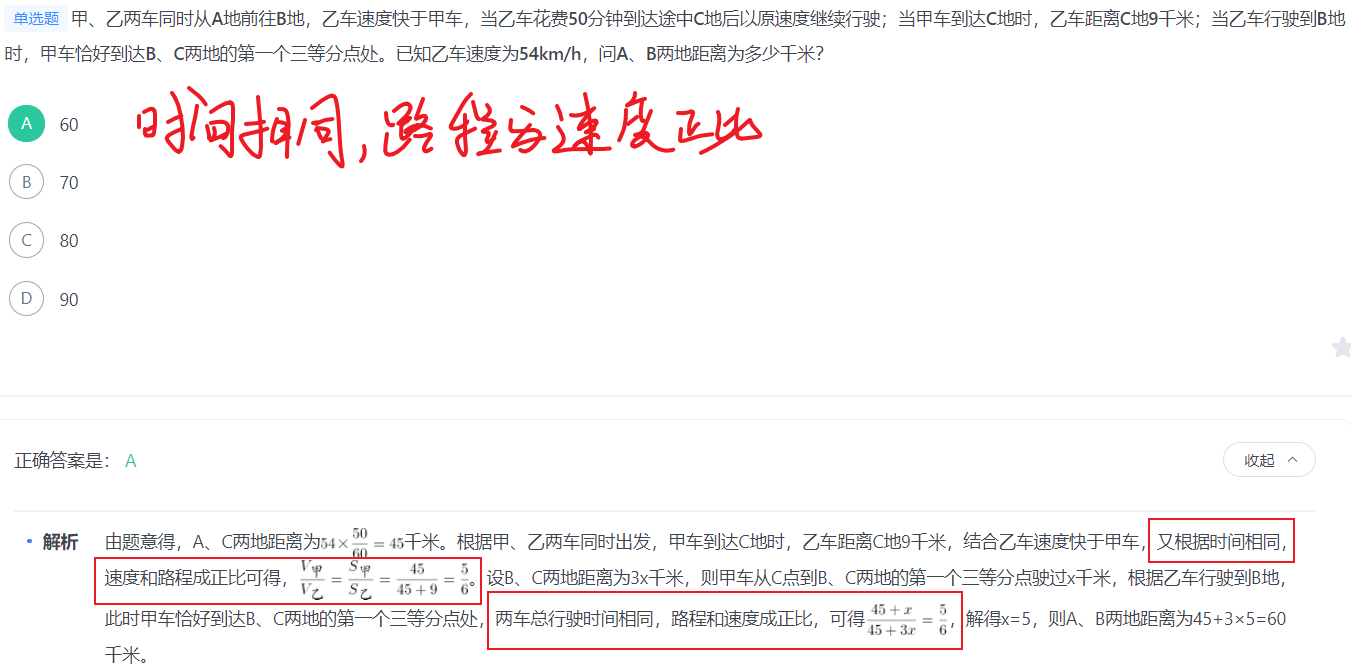 单选题 甲、乙两车同时从A地前往B地，乙车速度快于甲车，当乙车花费50分钟到达途中C地后以原速度继续行驶；当甲车到达C地时，乙车距离C地9千米；当乙车行驶到B地
时，甲车恰好到达B、C两地的第一个三等分点处。已知乙车速度为54km/h，问A、B两地距离为多少千米？
A 60
时间相同，路程与速度正比
B 70
C 80
D 90
正确答案是： A
收起
• 解析 由题意得，A、C两地距离为54×50/60=45千米。根据甲、乙两车同时出发，甲车到达C地时，乙车距离C地9千米，结合乙车速度快于甲车，又根据时间相同，
速度和路程成正比可得，V甲/V乙=S甲/S乙=45/(45+9)=5/6。设B、C两地距离为3x千米，则甲车从C点到B、C两地的第一个三等分点驶过x千米，根据乙车行驶到B地，
此时甲车恰好到达B、C两地的第一个三等分点处，两车总行驶时间相同，路程和速度成正比，可得(45+x)/(45+3x)=5/6，解得x=5，则A、B两地距离为45+3×5=60
千米。